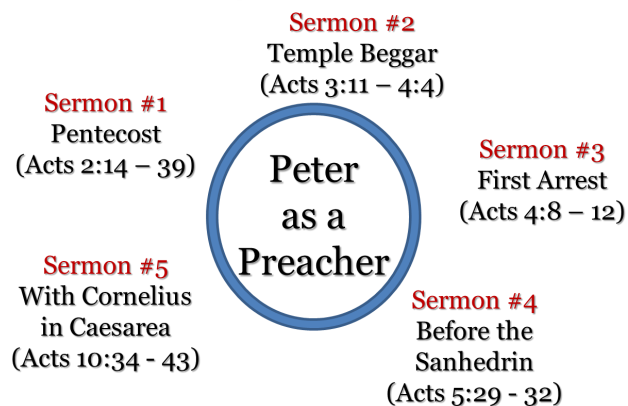 Sermon #1
Pentecost
(Acts 2:14 – 39)
Sermon #2
Temple Beggar
(Acts 3:11 – 4:4)
Sermon #3
First Arrest
(Acts 4:8 – 12)
Sermon #4
Before the
Sanhedrin
(Acts 5:29 - 32)
Sermon #5
With Cornelius
in Caesarea
(Acts 10:34 - 43)
Peter
as a
Preacher